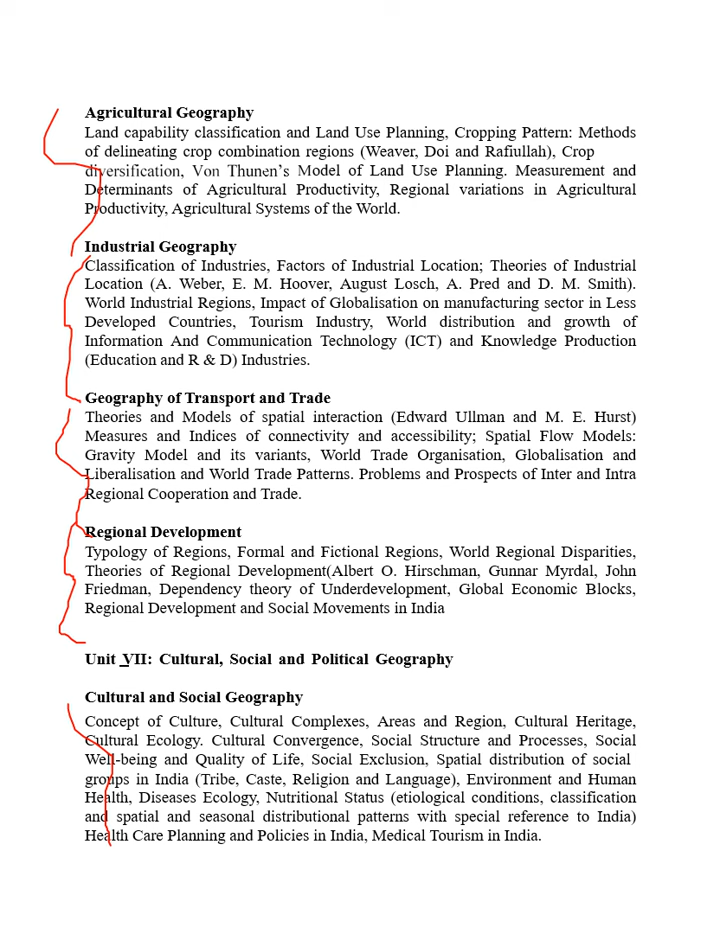 Agricultural Geography
Land capability classification and Land Use Planning, Cropping Pattern: Methods
of delineating crop combination regions (Weaver, Doi and Rafiullah), Crop
diversification, Von Thunen's Model of Land Use Planning. Measurement and
Determinants of Agricultural Productivity, Regional variations in Agricultural
Productivity, Agricultural Systems of the World.
Industrial Geography
Classification of Industries, Factors of Industrial Location; Theories of Industrial
Location (A. Weber, E. M. Hoover, August Losch, A. Pred and D. M. Smith).
World Industrial Regions, Impact of Globalisation on manufacturing sector in Less
Developed Countries, Tourism Industry, World distribution and growth of
Information And Communication Technology (ICT) and Knowledge Production
(Education and R & D) Industries.
Geography of Transport and Trade
Theories and Models of spatial interaction (Edward Ullman and M. E. Hurst)
Measures and Indices of connectivity and accessibility; Spatial Flow Models:
Gravity Model and its variants, World Trade Organisation, Globalisation and
Liberalisation and World Trade Patterns. Problems and Prospects of Inter and Intra
Regional Cooperation and Trade.
Regional Development
Typology of Regions, Formal and Fictional Regions, World Regional Disparities,
Theories of Regional Development(Albert O. Hirschman, Gunnar Myrdal, John
Friedman, Dependency theory of Underdevelopment, Global Economic Blocks,
Regional Development and Social Movements in India
Unit VII: Cultural, Social and Political Geography
Cultural and Social Geography
Concept of Culture, Cultural Complexes, Areas and Region, Cultural Heritage,
Cultural Ecology. Cultural Convergence, Social Structure and Processes, Social
Well-being and Quality of Life, Social Exclusion, Spatial distribution of social
groups in India (Tribe, Caste, Religion and Language), Environment and Human
Health, Diseases Ecology, Nutritional Status (etiological conditions, classification
and spatial and seasonal distributional patterns with special reference to India)
Health Care Planning and Policies in India, Medical Tourism in India.